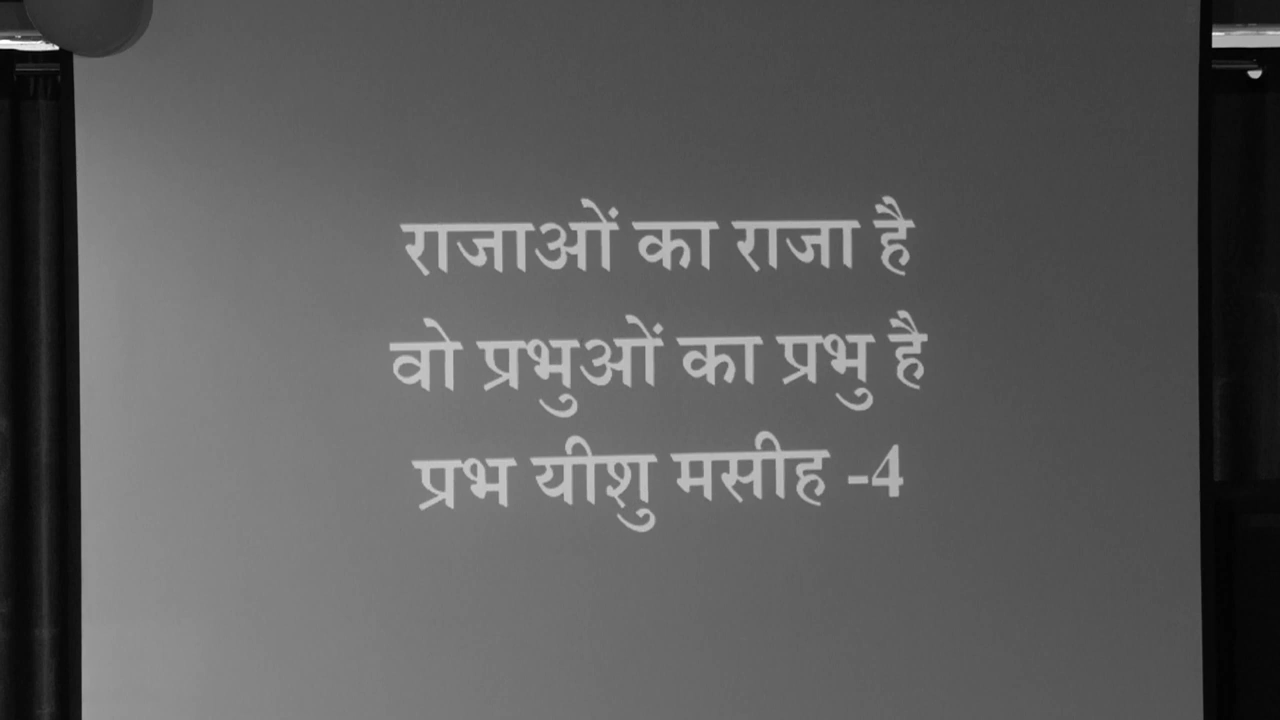 राजाओं का राजा है
वो प्रभुओं का प्रभु है
प्रभ यीशु मसीह -4